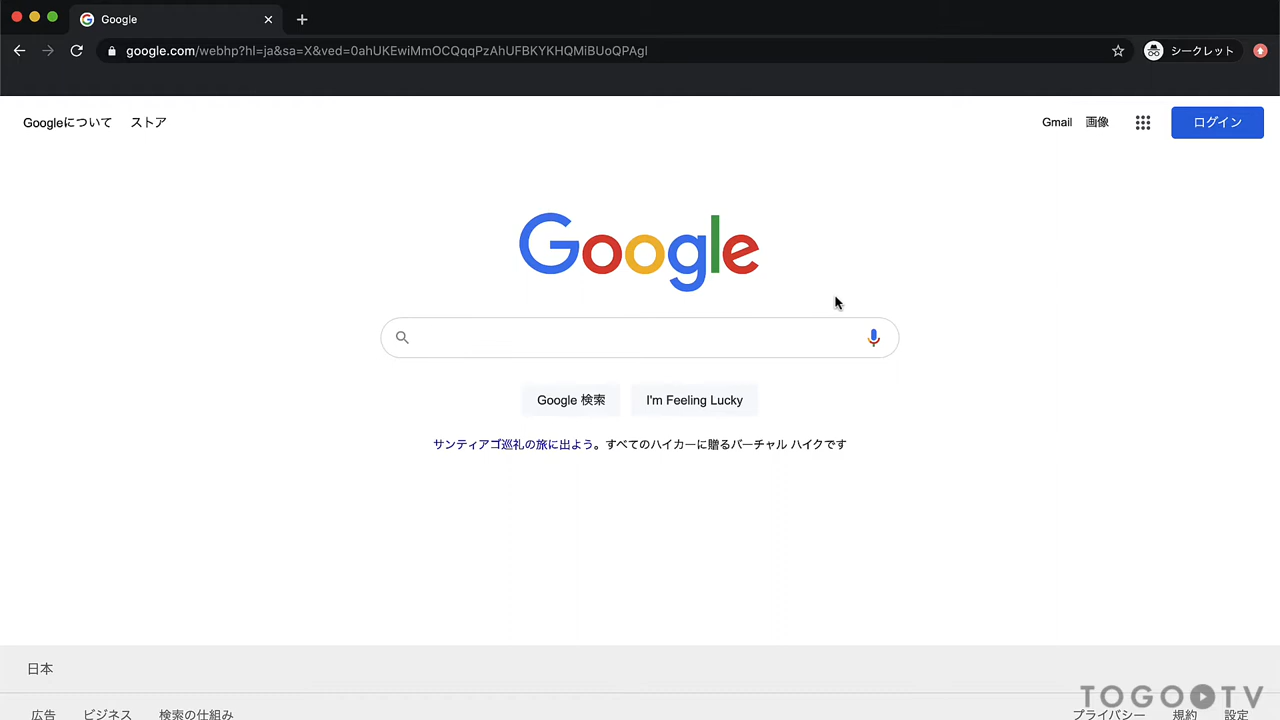 Google
google.com/webhp?hl=ja&sa=X&ved=0ahUKEwiMmOCQqqPzAhUFBKYKHQMiBUoQPAgI
シークレット
Googleについて ストア
Gmail 画像 ログイン
Google
Google 検索 I'm Feeling Lucky
サンティアゴ巡礼の旅に出よう。すべてのハイカーに贈るバーチャル ハイクです
日本
広告 ビジネス 検索の仕組み
プライバシー 規約 設定
TOGO TV